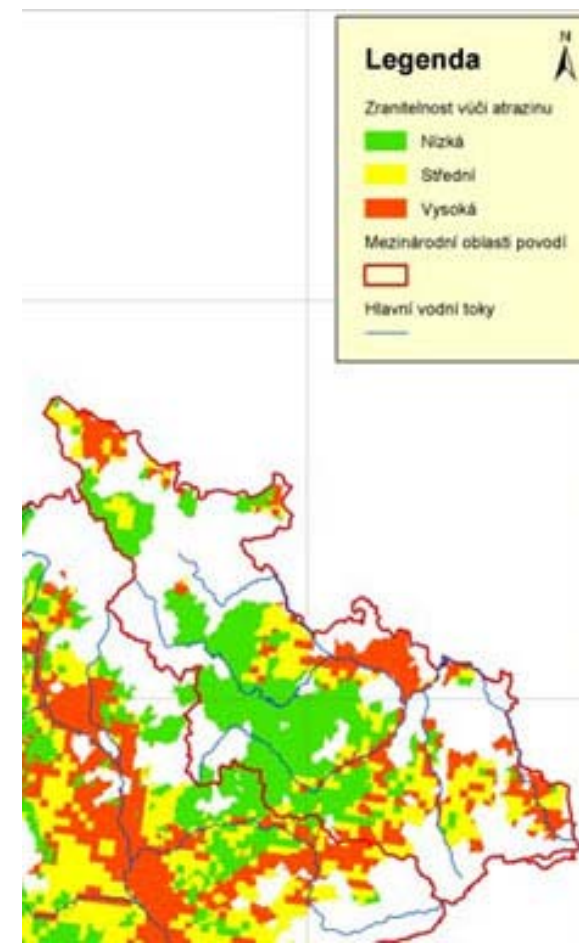 N
Legenda
Zranitelnost vůči atrazinu
Nízká
Střední
Vysoká
Mezinárodní oblasti povodí
Hlavní vodní toky